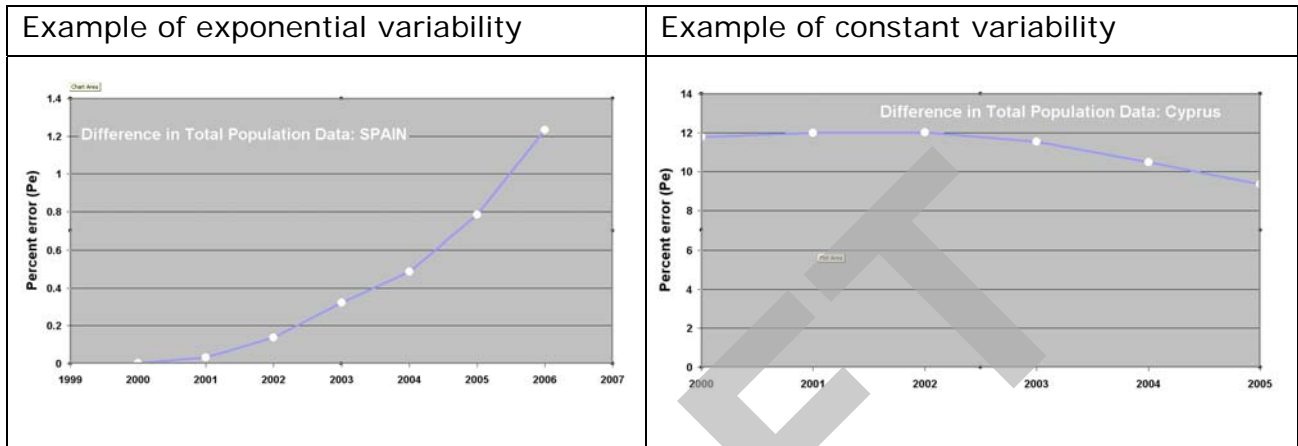 Example of exponential variability
Example of constant variability
Chart Area
Difference in Total Population Data: SPAIN
Percent error (Pe)
1.4
1.2
1
0.8
0.6
0.4
0.2
0
1999 2000 2001 2002 2003 2004 2005 2006 2007
Difference in Total Population Data: Cyprus
Percent error (Pe)
14
12
10
8
6
4
2
0
Plot Area
2000 2001 2002 2003 2004 2005